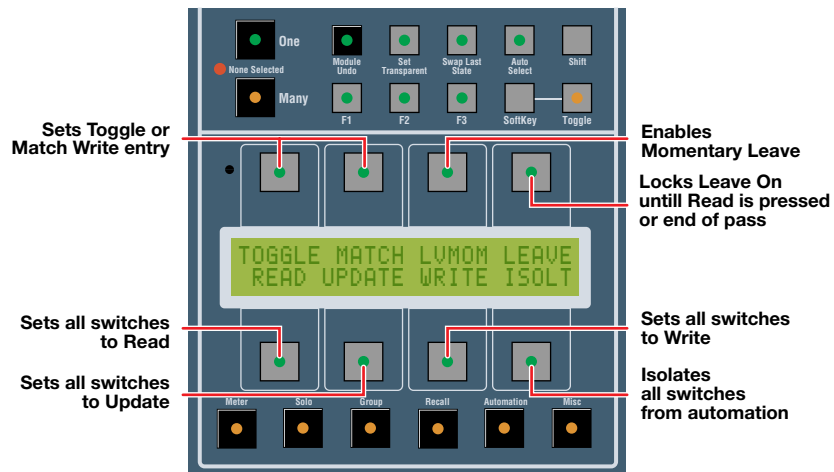 One
None Selected
Many
Module
Undo
Set
Transparent
Swap Last
State
Auto
Select
Shift
F1
F2
F3
SoftKey
Toggle
Sets Toggle or
Match Write entry
Enables
Momentary Leave
Locks Leave On
untill Read is pressed
or end of pass
TOGGLE MATCH LVMOM LEAVE
READ UPDATE WRITE ISOLT
Sets all switches
to Read
Sets all switches
to Update
Sets all switches
to Write
Isolates
all switches
from automation
Meter
Solo
Group
Recall
Automation
Misc